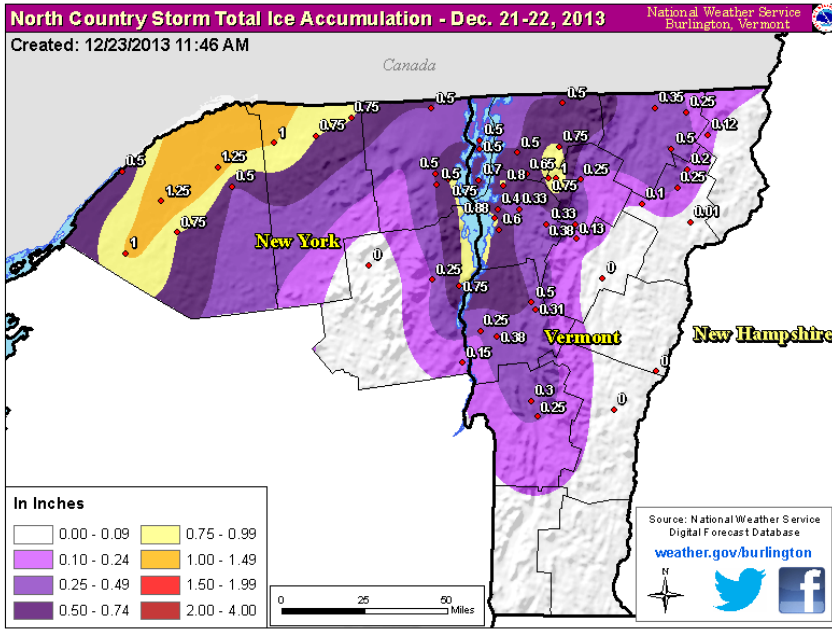 North Country Storm Total Ice Accumulation - Dec. 21-22, 2013
National Weather Service
Burlington, Vermont
Created: 12/23/2013 11:46 AM
Canada
0.5
0.75
0.75
1
1.25
0.5
1.25
0.5
0.75
1
0.5
0.5
0.5
0.35
0.25
0.12
0.5
0.5
0.75
0.5
0.2
0.5
0.5
0.7
0.8
0.65
1
0.75
0.25
0.25
0.75
0.88
0.4
0.33
0.1
0.6
0.33
0.38
0.13
0.01
New York
0
0.25
0.75
0
0.5
0.31
0.25
0.38
Vermont
New Hampshire
0.15
0
0.3
0.25
0
In Inches
0.00 - 0.09
0.75 - 0.99
0.10 - 0.24
1.00 - 1.49
0.25 - 0.49
1.50 - 1.99
0.50 - 0.74
2.00 - 4.00
0 25 50
Miles
Source: National Weather Service
Digital Forecast Database
weather.gov/burlington
N
f